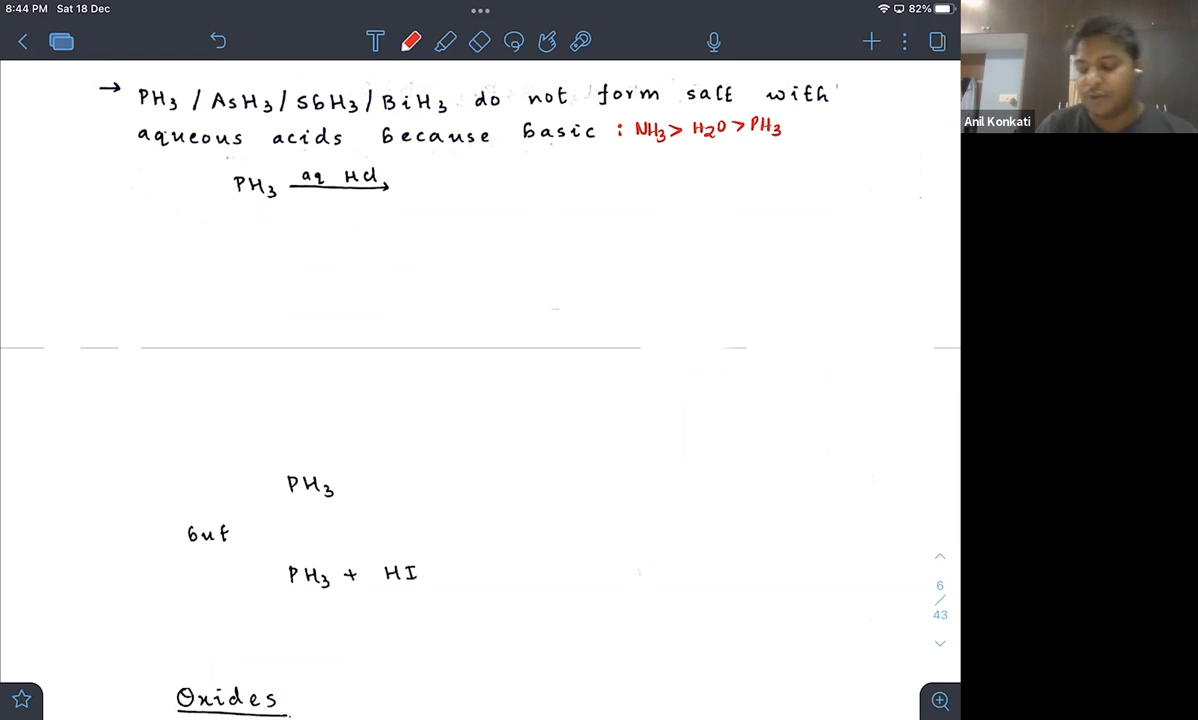 8:44 PM Sat 18 Dec
82%
→ PH3 / AsH3 / SbH3 / BiH3 do not form salt with
aqueous acids because basic : NH3 > H2O > PH3
Anil Konkati
aq HCl
PH3 →
PH3
but
PH3 + HI
6
/
43
Oxides